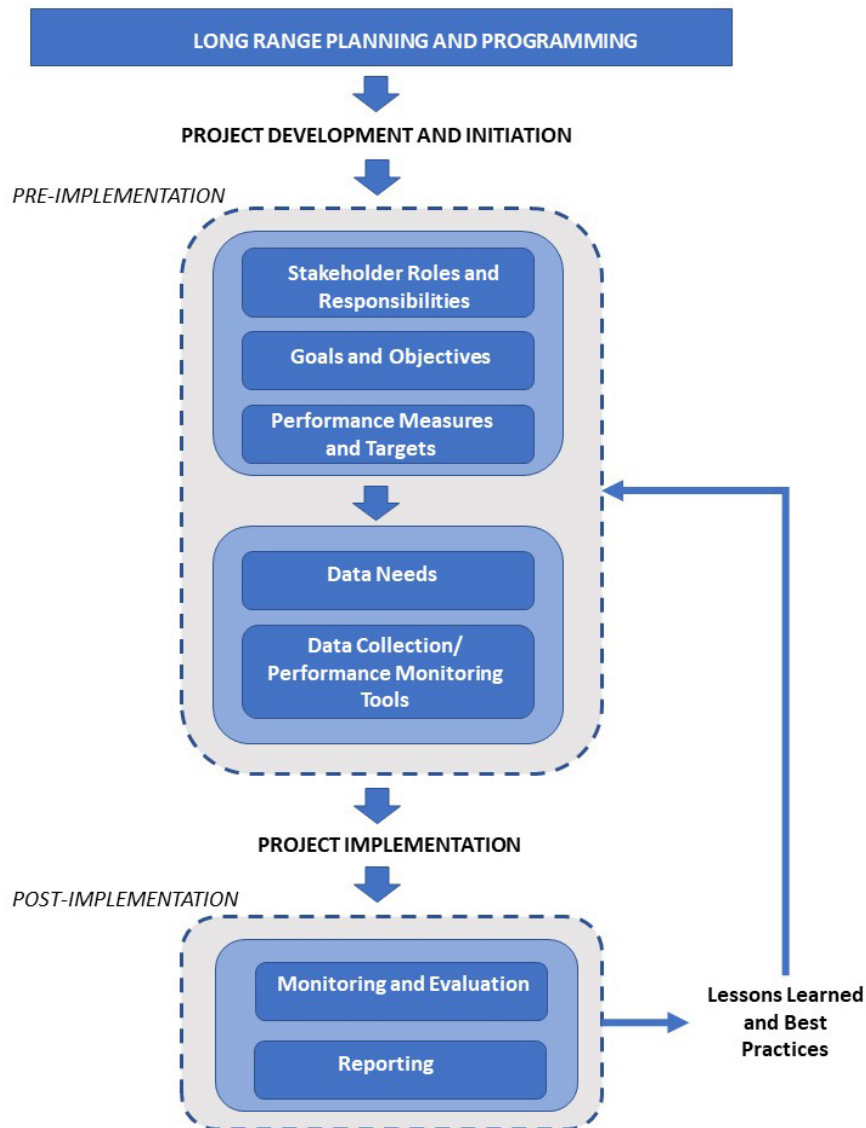 LONG RANGE PLANNING AND PROGRAMMING
PROJECT DEVELOPMENT AND INITIATION
PRE-IMPLEMENTATION
Stakeholder Roles and
Responsibilities
Goals and Objectives
Performance Measures
and Targets
Data Needs
Data Collection/
Performance Monitoring
Tools
PROJECT IMPLEMENTATION
POST-IMPLEMENTATION
Monitoring and Evaluation
Reporting
Lessons Learned
and Best
Practices